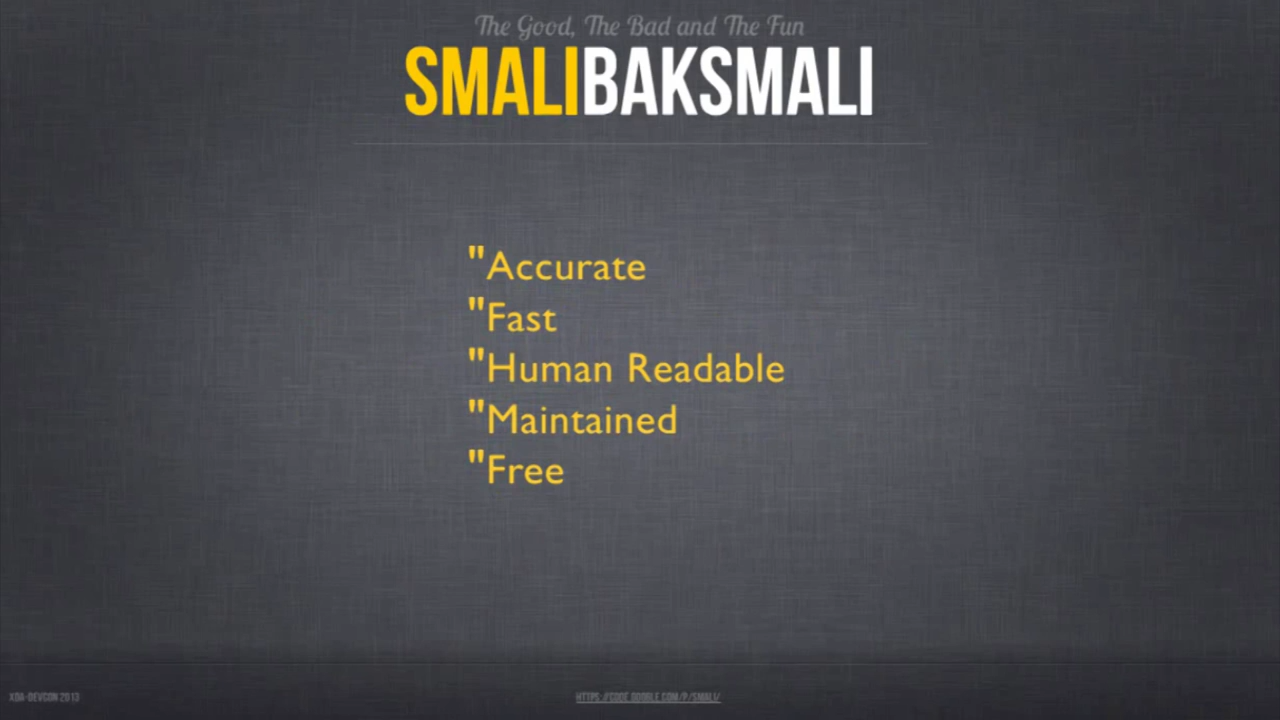 The Good, The Bad and The Fun
SMALIBAKSMALI
"Accurate
"Fast
"Human Readable
"Maintained
"Free
XDA-DEVCON 2013
HTTPS://CODE.GOOGLE.COM/P/SMALI/